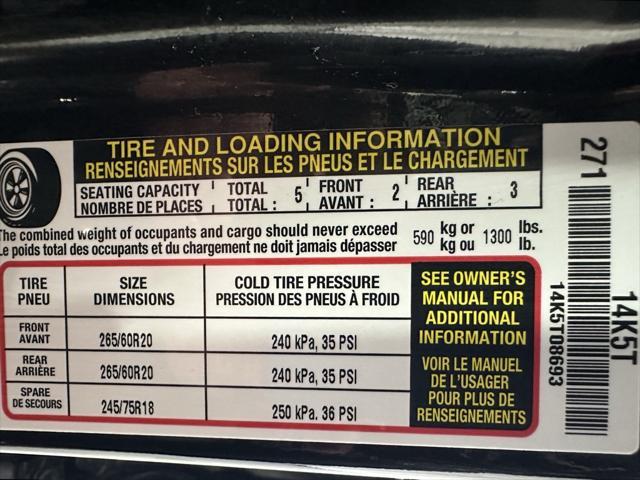 TIRE AND LOADING INFORMATION
RENSEIGNEMENTS SUR LES PNEUS ET LE CHARGEMENT
SEATING CAPACITY TOTAL 5 FRONT 2 REAR 3
NOMBRE DE PLACES TOTAL : AVANT : ARRIÈRE :
The combined weight of occupants and cargo should never exceed 590 kg or 1300 lbs.
Le poids total des occupants et du chargement ne doit jamais dépasser kg ou lb.
TIRE SIZE COLD TIRE PRESSURE
PNEU DIMENSIONS PRESSION DES PNEUS À FROID
FRONT
AVANT 265/60R20 240 kPa, 35 PSI
REAR
ARRIÈRE 265/60R20 240 kPa, 35 PSI
SPARE
DE SECOURS 245/75R18 250 kPa. 36 PSI
SEE OWNER'S
MANUAL FOR
ADDITIONAL
INFORMATION
VOIR LE MANUEL
DE L'USAGER
POUR PLUS DE
RENSEIGNEMENTS
271
14K5T08693
14K5T